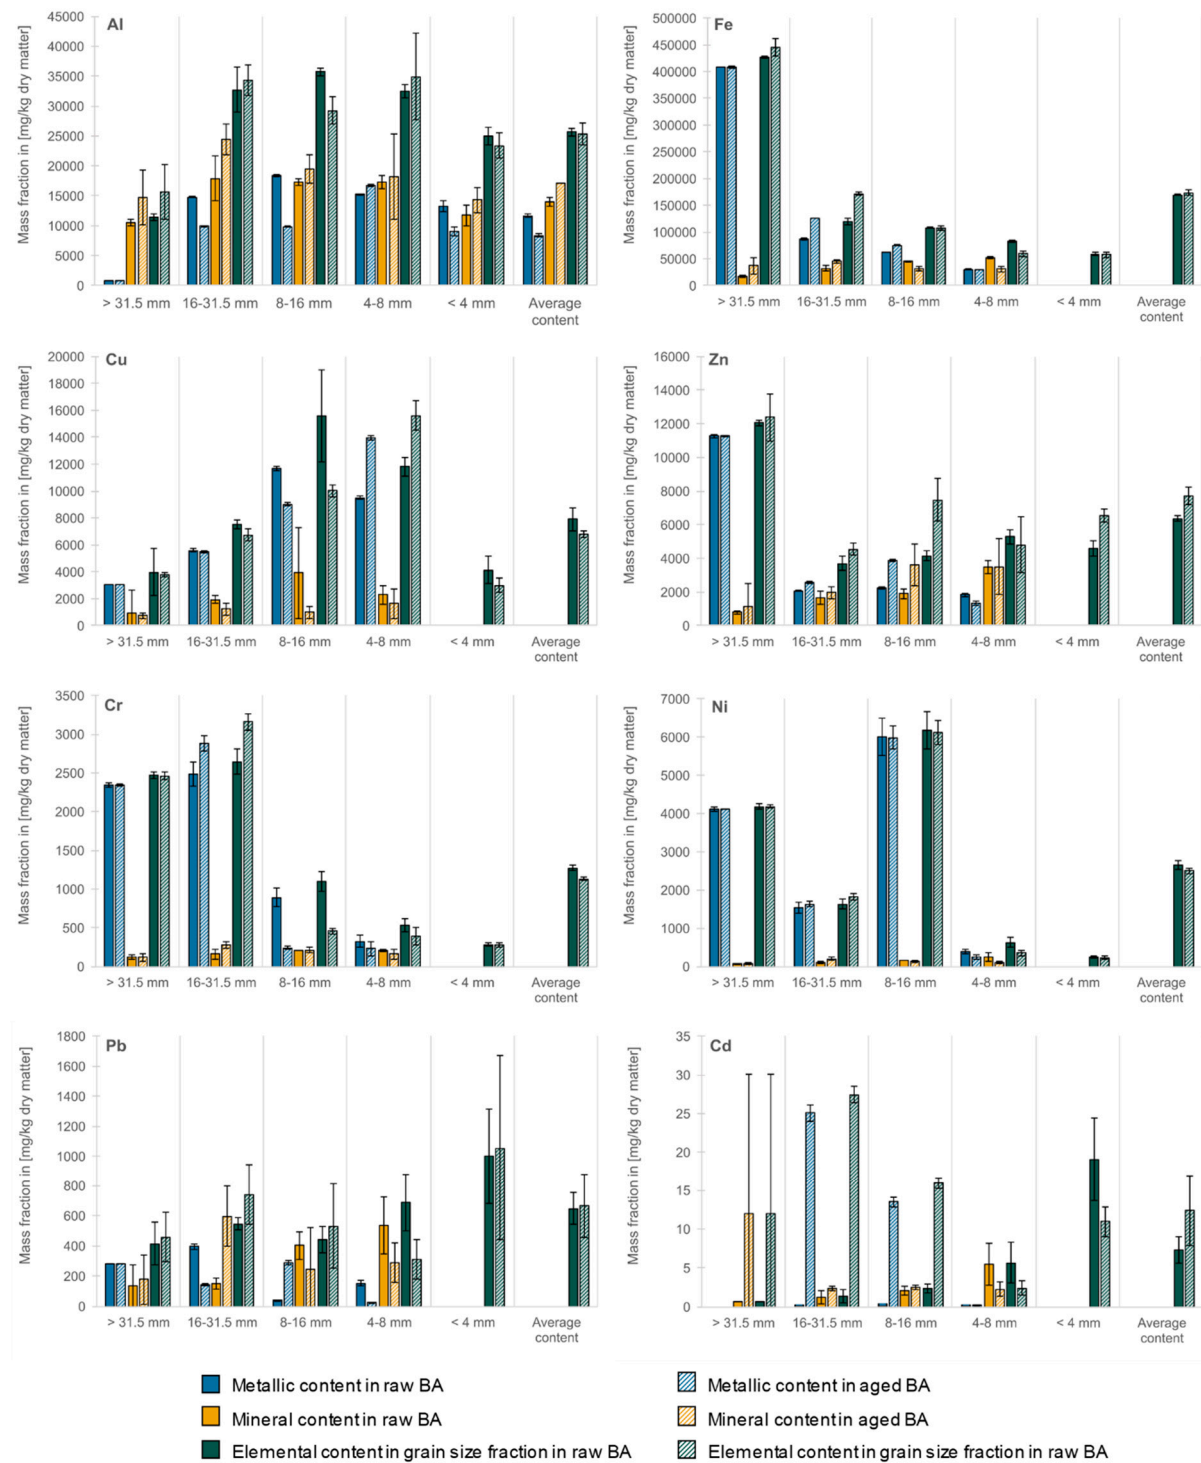 Al
Mass fraction in [mg/kg dry matter]
45000
40000
35000
30000
25000
20000
15000
10000
5000
0
> 31.5 mm 16-31.5 mm 8-16 mm 4-8 mm < 4 mm Average
content
Fe
Mass fraction in [mg/kg dry matter]
500000
450000
400000
350000
300000
250000
200000
150000
100000
50000
0
> 31.5 mm 16-31.5 mm 8-16 mm 4-8 mm < 4 mm Average
content
Cu
Mass fraction in [mg/kg dry matter]
20000
18000
16000
14000
12000
10000
8000
6000
4000
2000
0
> 31.5 mm 16-31.5 mm 8-16 mm 4-8 mm < 4 mm Average
content
Zn
Mass fraction in [mg/kg dry matter]
16000
14000
12000
10000
8000
6000
4000
2000
0
> 31.5 mm 16-31.5 mm 8-16 mm 4-8 mm < 4 mm Average
content
Cr
Mass fraction in [mg/kg dry matter]
3500
3000
2500
2000
1500
1000
500
0
> 31.5 mm 16-31.5 mm 8-16 mm 4-8 mm < 4 mm Average
content
Ni
Mass fraction in [mg/kg dry matter]
7000
6000
5000
4000
3000
2000
1000
0
> 31.5 mm 16-31.5 mm 8-16 mm 4-8 mm < 4 mm Average
content
Pb
Mass fraction in [mg/kg dry matter]
1800
1600
1400
1200
1000
800
600
400
200
0
> 31.5 mm 16-31.5 mm 8-16 mm 4-8 mm < 4 mm Average
content
Cd
Mass fraction in [mg/kg dry matter]
35
30
25
20
15
10
5
0
> 31.5 mm 16-31.5 mm 8-16 mm 4-8 mm < 4 mm Average
content
Metallic content in raw BA
Metallic content in aged BA
Mineral content in raw BA
Mineral content in aged BA
Elemental content in grain size fraction in raw BA
Elemental content in grain size fraction in raw BA